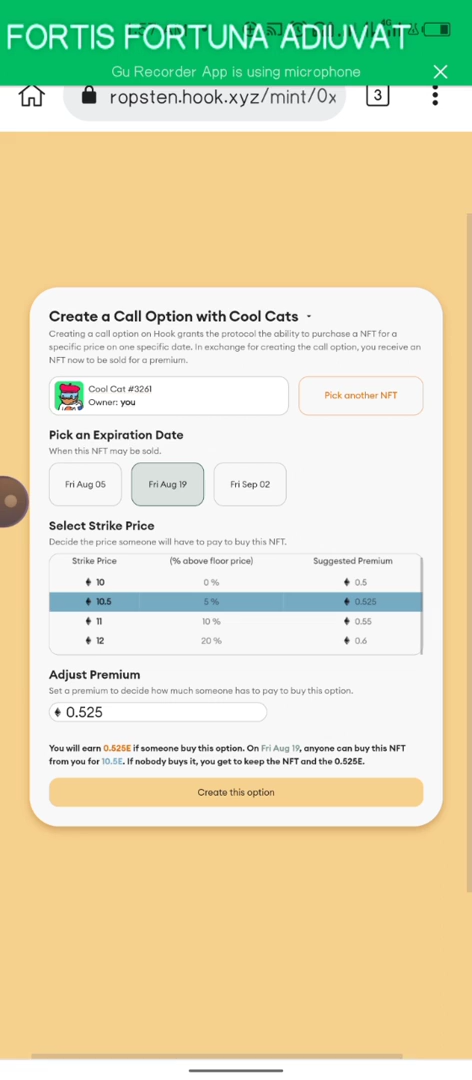 FORTIS FORTUNA ADIUVAT
Gu Recorder App is using microphone
ropsten.hook.xyz/mint/0x
3
Create a Call Option with Cool Cats -
Creating a call option on Hook grants the protocol the ability to purchase a NFT for a
specific price on one specific date. In exchange for creating the call option, you receive an
NFT now to be sold for a premium.
Cool Cat #3261
Owner: you
Pick another NFT
Pick an Expiration Date
When this NFT may be sold.
Fri Aug 05
Fri Aug 19
Fri Sep 02
Select Strike Price
Decide the price someone will have to pay to buy this NFT.
Strike Price (% above floor price) Suggested Premium
10 0 % 0.5
10.5 5 % 0.525
11 10 % 0.55
12 20 % 0.6
Adjust Premium
Set a premium to decide how much someone has to pay to buy this option.
0.525
You will earn 0.525E if someone buy this option. On Fri Aug 19, anyone can buy this NFT
from you for 10.5E. If nobody buys it, you get to keep the NFT and the 0.525E.
Create this option